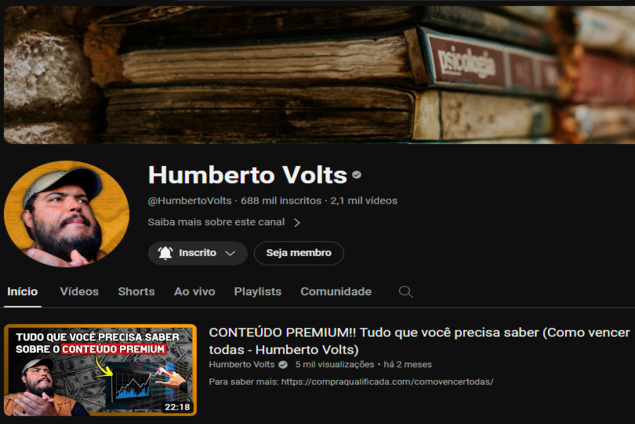 psicologia
Humberto Volts
@HumbertoVolts · 688 mil inscritos · 2,1 mil vídeos
Saiba mais sobre este canal >
Inscrito
Seja membro
Início Vídeos Shorts Ao vivo Playlists Comunidade
TUDO QUE VOCÊ PRECISA SABER
SOBRE O CONTEÚDO PREMIUM
22:18
CONTEÚDO PREMIUM!! Tudo que você precisa saber (Como vencer
todas - Humberto Volts)
Humberto Volts 5 mil visualizações • há 2 meses
Para saber mais: https://compraqualificada.com/comovencertodas/